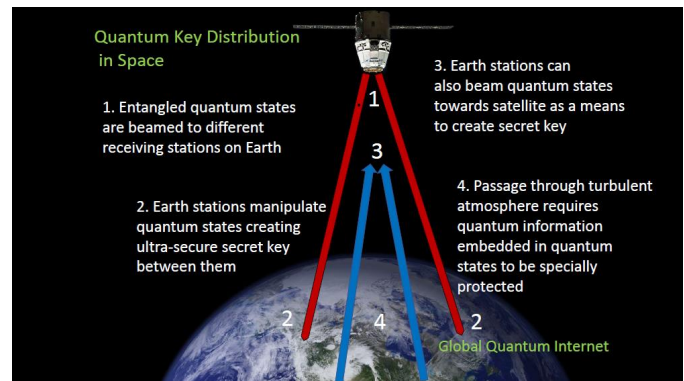 Quantum Key Distribution
in Space
1. Entangled quantum states
are beamed to different
receiving stations on Earth
2. Earth stations manipulate
quantum states creating
ultra-secure secret key
between them
3. Earth stations can
also beam quantum states
towards satellite as a means
to create secret key
4. Passage through turbulent
atmosphere requires
quantum information
embedded in quantum
states to be specially
protected
1
3
2
4
2
Global Quantum Internet